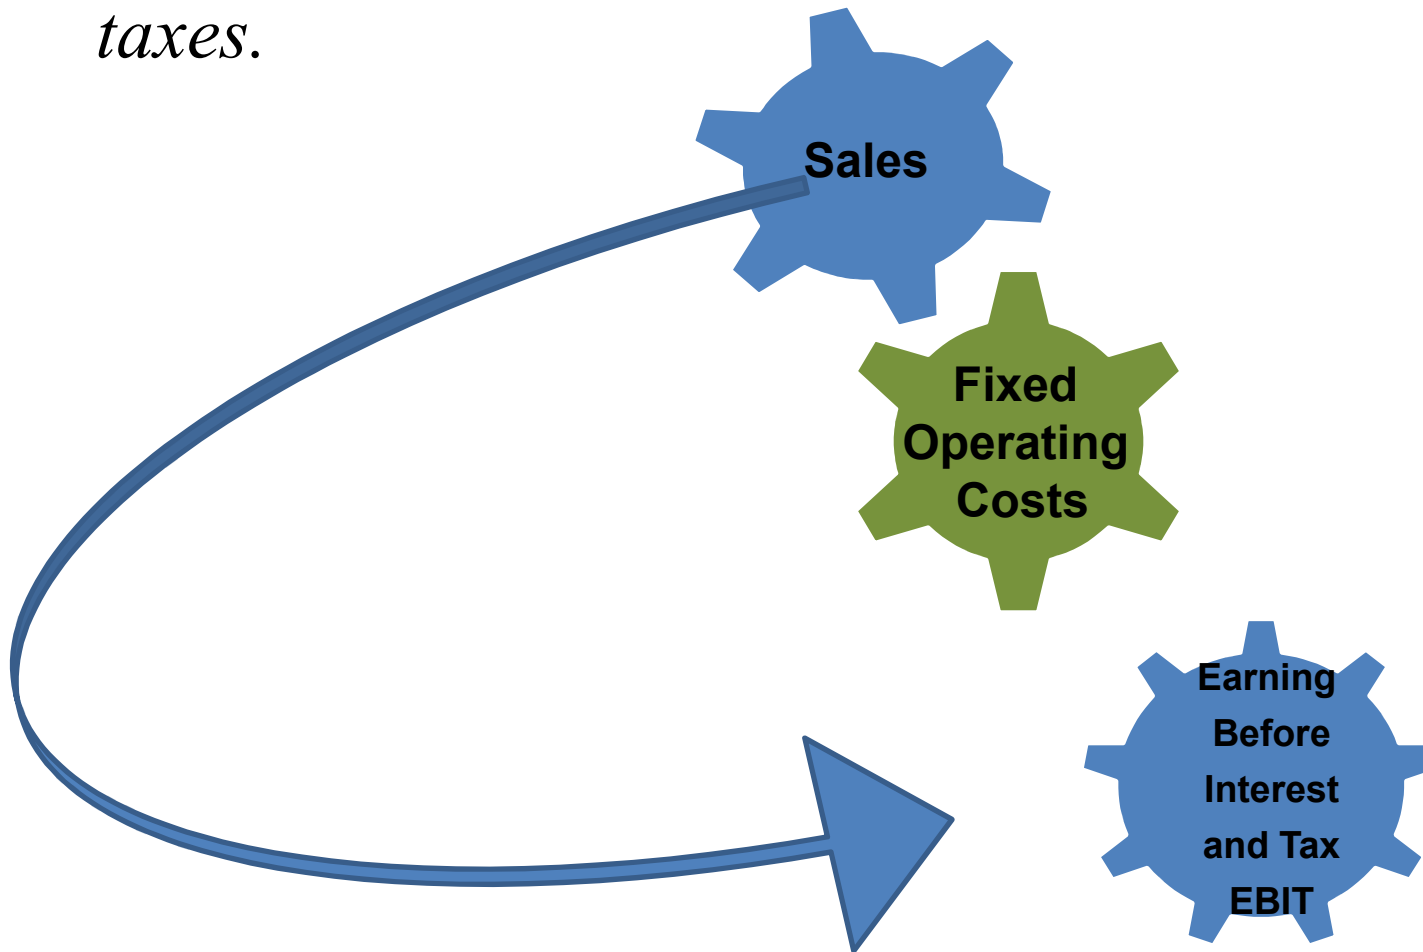 taxes.
Sales
Fixed
Operating
Costs
Earning
Before
Interest
and Tax
EBIT